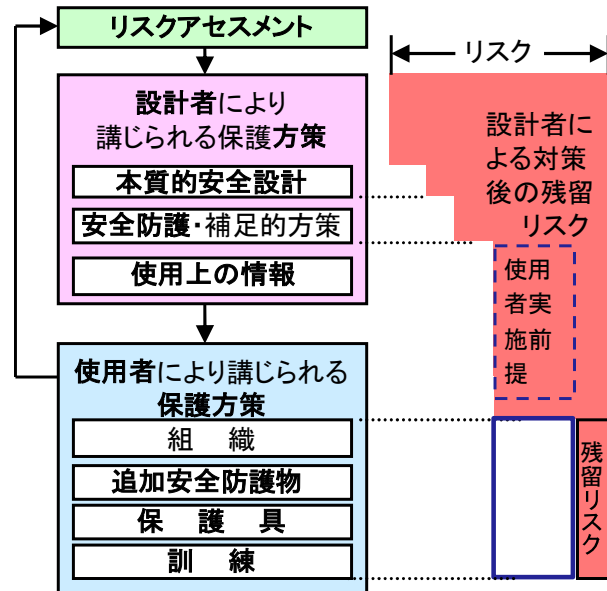 リスクアセスメント
設計者により
講じられる保護方策
本質的安全設計
安全防護・補足的方策
使用上の情報
使用者により講じられる
保護方策
組 織
追加安全防護物
保 護 具
訓 練
リスク
設計者に
よる対策
後の残留
リスク
使用
者実
施前
提
残留リスク